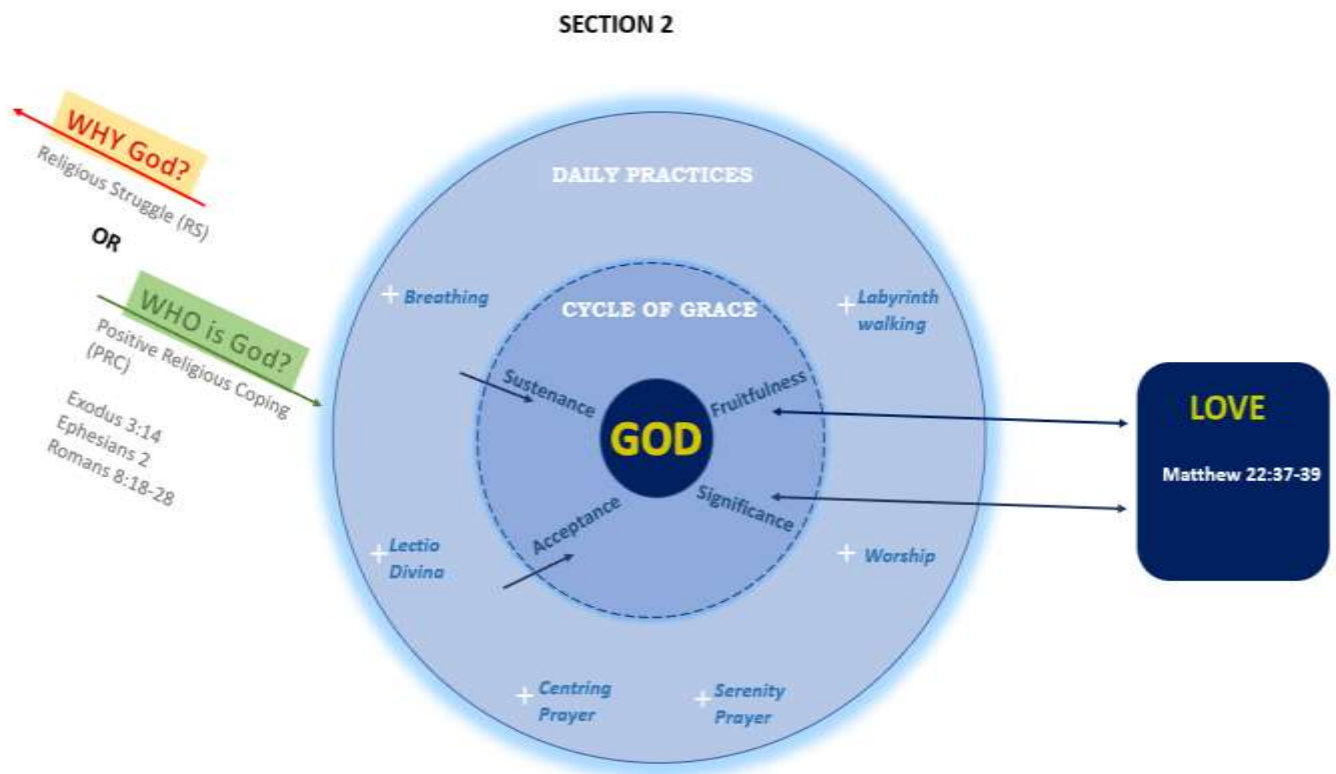 SECTION 2
WHY God?
Religious Struggle (RS)
OR
WHO is God?
Positive Religious Coping
(PRC)
Exodus 3:14
Ephesians 2
Romans 8:18-28
DAILY PRACTICES
Breathing
Labyrinth
walking
CYCLE OF GRACE
Sustenance
Fruitfulness
GOD
Acceptance
Significance
Lectio
Divina
Worship
Centring
Prayer
Serenity
Prayer
LOVE
Matthew 22:37-39